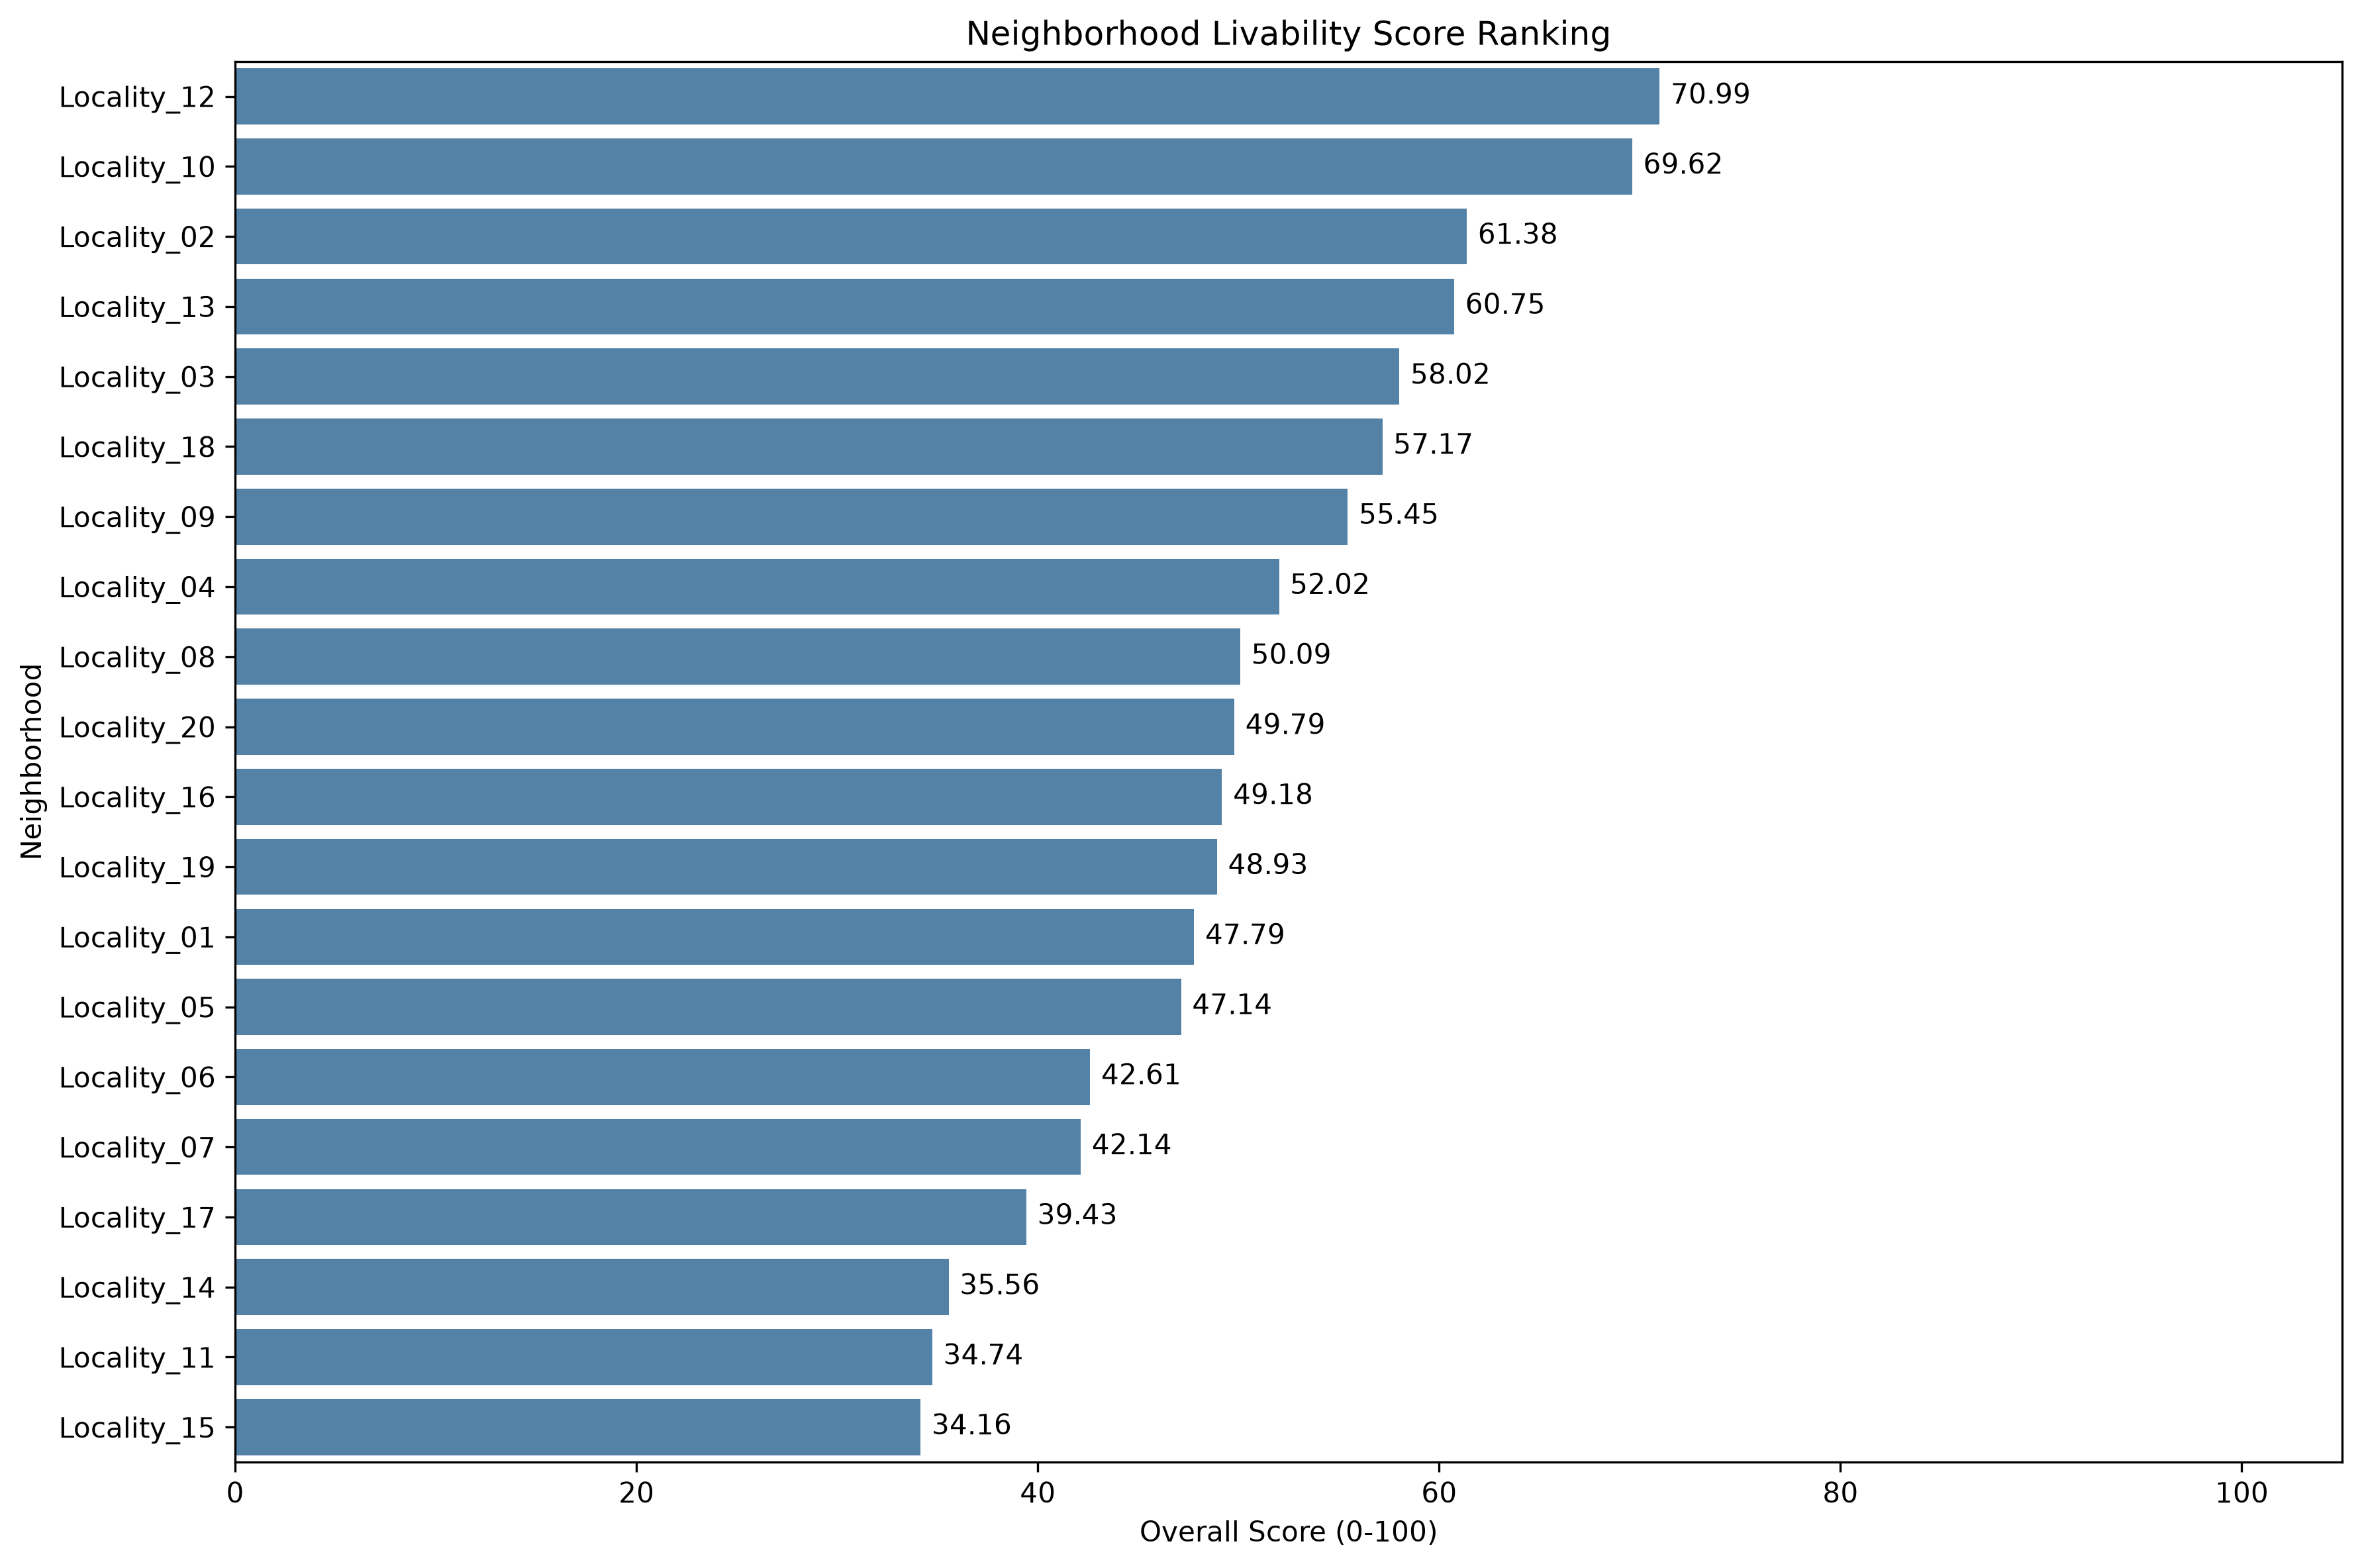 Neighborhood Livability Score Ranking
Locality_12 70.99
Locality_10 69.62
Locality_02 61.38
Locality_13 60.75
Locality_03 58.02
Locality_18 57.17
Locality_09 55.45
Locality_04 52.02
Locality_08 50.09
Locality_20 49.79
Locality_16 49.18
Locality_19 48.93
Locality_01 47.79
Locality_05 47.14
Locality_06 42.61
Locality_07 42.14
Locality_17 39.43
Locality_14 35.56
Locality_11 34.74
Locality_15 34.16
Neighborhood
0 20 40 60 80 100
Overall Score (0-100)